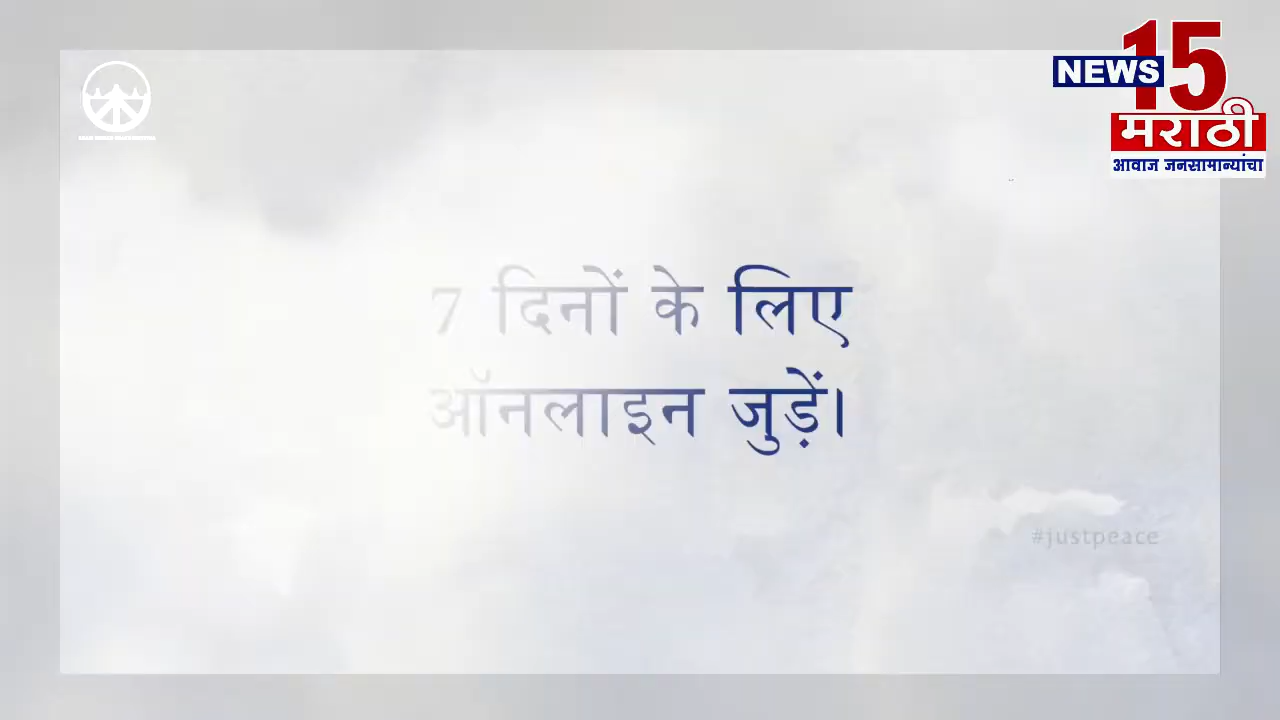 NEWS 15
मराठी
आवाज जनसामान्यांचा
7 दिनों के लिए
ऑनलाइन जुड़ें।
#justpeace